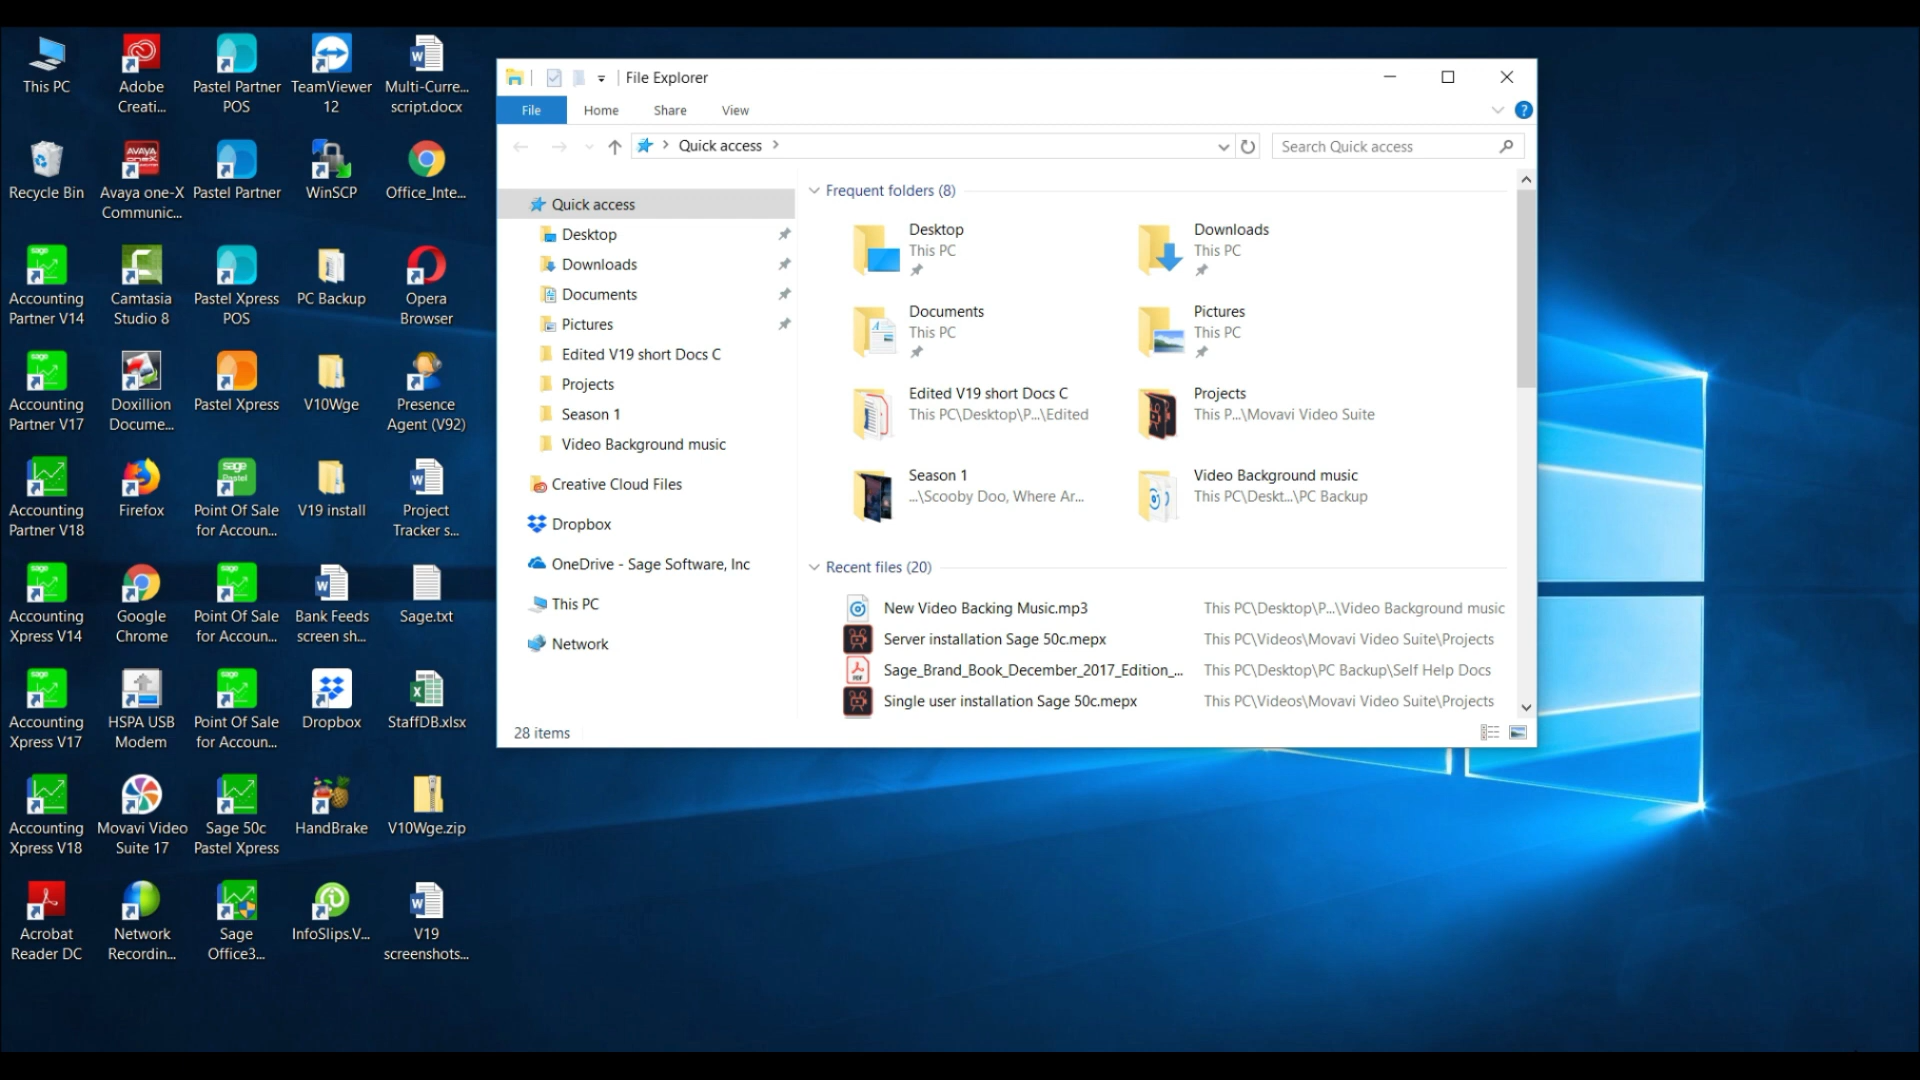 This PC
Adobe
Creati...
Pastel Partner
POS
TeamViewer
12
Multi-Curre...
script.docx
Recycle Bin
Avaya one-X
Communic...
Pastel Partner
WinSCP
Office_Inte...
Accounting
Partner V14
Camtasia
Studio 8
Pastel Xpress
POS
PC Backup
Opera
Browser
Accounting
Partner V17
Doxillion
Docume...
Pastel Xpress
V10Wge
Presence
Agent (V92)
Accounting
Partner V18
Firefox
Point Of Sale
for Accoun...
V19 install
Project
Tracker s...
Accounting
Xpress V14
Google
Chrome
Point Of Sale
for Accoun...
Bank Feeds
screen sh...
Sage.txt
Accounting
Xpress V17
HSPA USB
Modem
Point Of Sale
for Accoun...
Dropbox
StaffDB.xlsx
Accounting
Xpress V18
Movavi Video
Suite 17
Sage 50c
Pastel Xpress
HandBrake
V10Wge.zip
Acrobat
Reader DC
Network
Recordin...
Sage
Office3...
InfoSlips.V...
V19
screenshots...
File Explorer
File
Home
Share
View
Quick access
Search Quick access
Quick access
Desktop
Downloads
Documents
Pictures
Edited V19 short Docs C
Projects
Season 1
Video Background music
Creative Cloud Files
Dropbox
OneDrive - Sage Software, Inc
This PC
Network
Frequent folders (8)
Desktop
This PC
Downloads
This PC
Documents
This PC
Pictures
This PC
Edited V19 short Docs C
This PC\Desktop\P...\Edited
Projects
This P...\Movavi Video Suite
Season 1
...\Scooby Doo, Where Ar...
Video Background music
This PC\Deskt...\PC Backup
Recent files (20)
New Video Backing Music.mp3
This PC\Desktop\P...\Video Background music
Server installation Sage 50c.mepx
This PC\Videos\Movavi Video Suite\Projects
Sage_Brand_Book_December_2017_Edition_...
This PC\Desktop\PC Backup\Self Help Docs
Single user installation Sage 50c.mepx
This PC\Videos\Movavi Video Suite\Projects
28 items